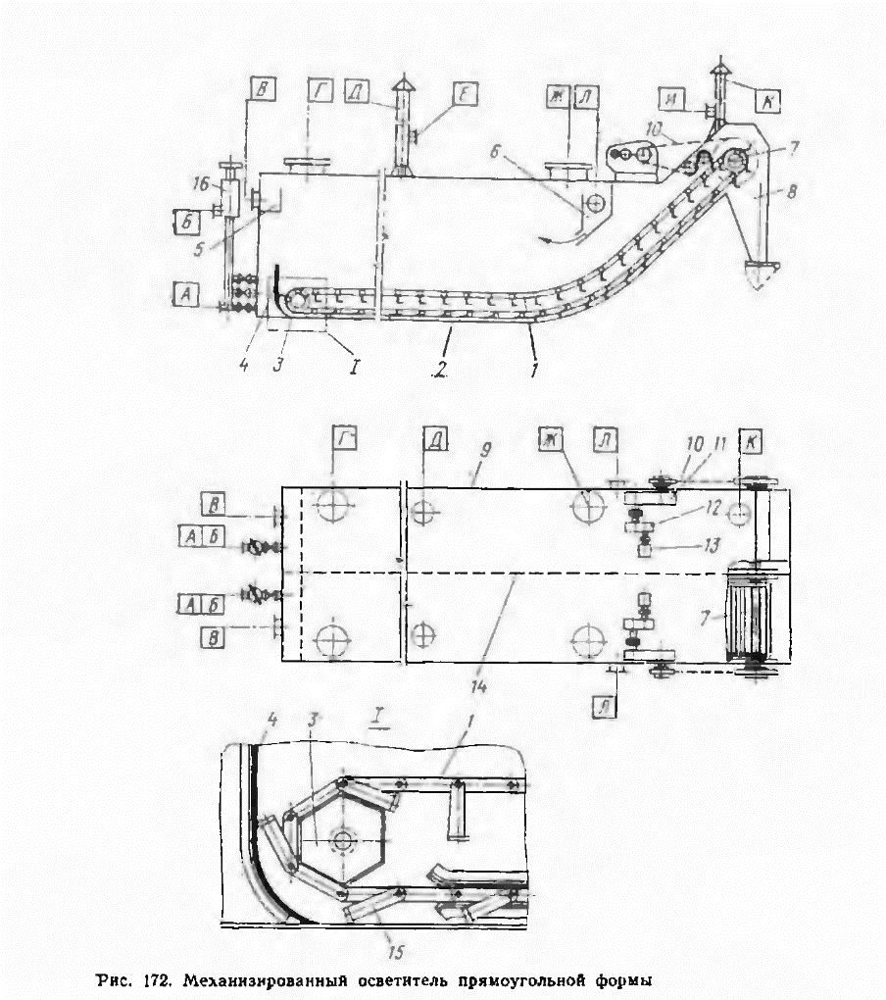 И К
В Г Д Е Ж Л 10
6 7
16 8
Б 5
А
4 3 I 2 1
Г Д 9 Ж Л 10 11 К
В 12
А Б 13
А Б
В 7
14
Л
4 3 I 1
15
Рис. 172. Механизированный осветитель прямоугольной формы